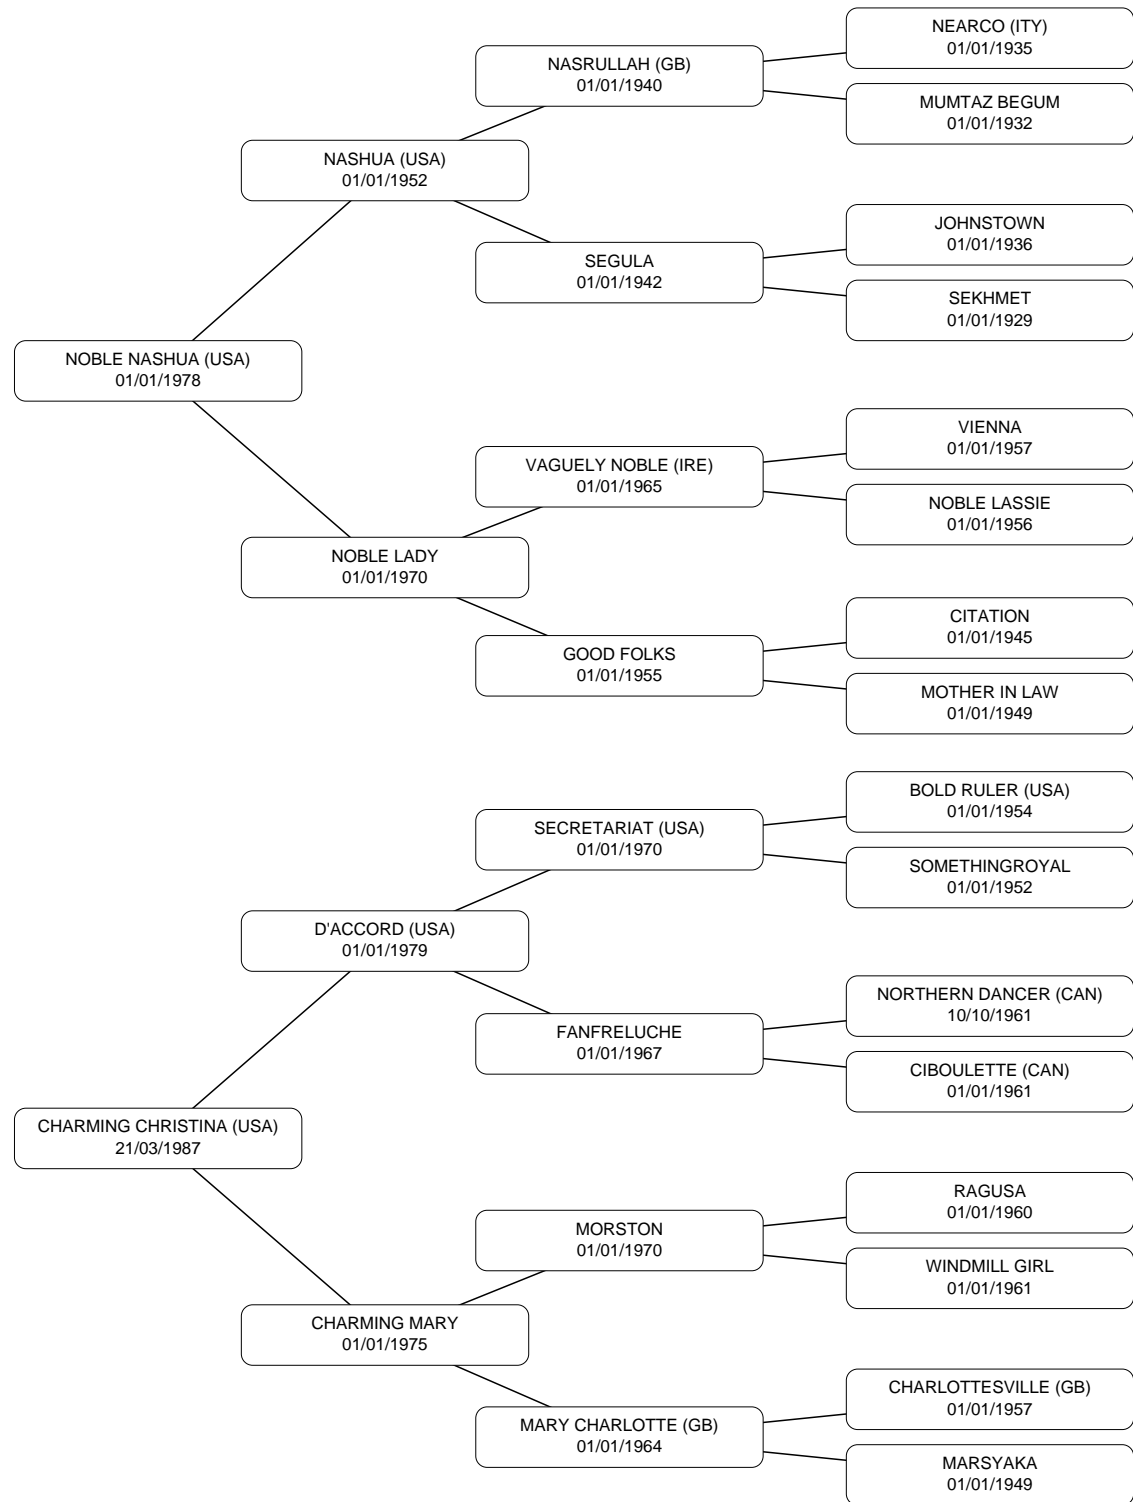 NEARCO (ITY)
01/01/1935
NASRULLAH (GB)
01/01/1940
MUMTAZ BEGUM
01/01/1932
NASHUA (USA)
01/01/1952
JOHNSTOWN
01/01/1936
SEGULA
01/01/1942
SEKHMET
01/01/1929
NOBLE NASHUA (USA)
01/01/1978
VIENNA
01/01/1957
VAGUELY NOBLE (IRE)
01/01/1965
NOBLE LASSIE
01/01/1956
NOBLE LADY
01/01/1970
CITATION
01/01/1945
GOOD FOLKS
01/01/1955
MOTHER IN LAW
01/01/1949
BOLD RULER (USA)
01/01/1954
SECRETARIAT (USA)
01/01/1970
SOMETHINGROYAL
01/01/1952
D'ACCORD (USA)
01/01/1979
NORTHERN DANCER (CAN)
10/10/1961
FANFRELUCHE
01/01/1967
CIBOULETTE (CAN)
01/01/1961
CHARMING CHRISTINA (USA)
21/03/1987
RAGUSA
01/01/1960
MORSTON
01/01/1970
WINDMILL GIRL
01/01/1961
CHARMING MARY
01/01/1975
CHARLOTTESVILLE (GB)
01/01/1957
MARY CHARLOTTE (GB)
01/01/1964
MARSYAKA
01/01/1949